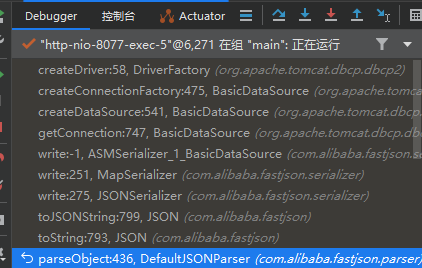 Debugger 控制台 Actuator
"http-nio-8077-exec-5"@6,271 在组 "main": 正在运行
createDriver:58, DriverFactory (org.apache.tomcat.dbcp.dbcp2)
createConnectionFactory:475, BasicDataSource (org.apache.tomcat
createDataSource:541, BasicDataSource (org.apache.tomcat.dbcp.
getConnection:747, BasicDataSource (org.apache.tomcat.dbcp.db
write:-1, ASMSerializer_1_BasicDataSource (com.alibaba.fastjson.se
write:251, MapSerializer (com.alibaba.fastjson.serializer)
write:275, JSONSerializer (com.alibaba.fastjson.serializer)
toJSONString:799, JSON (com.alibaba.fastjson)
toString:793, JSON (com.alibaba.fastjson)
parseObject:436, DefaultJSONParser (com.alibaba.fastjson.parser)